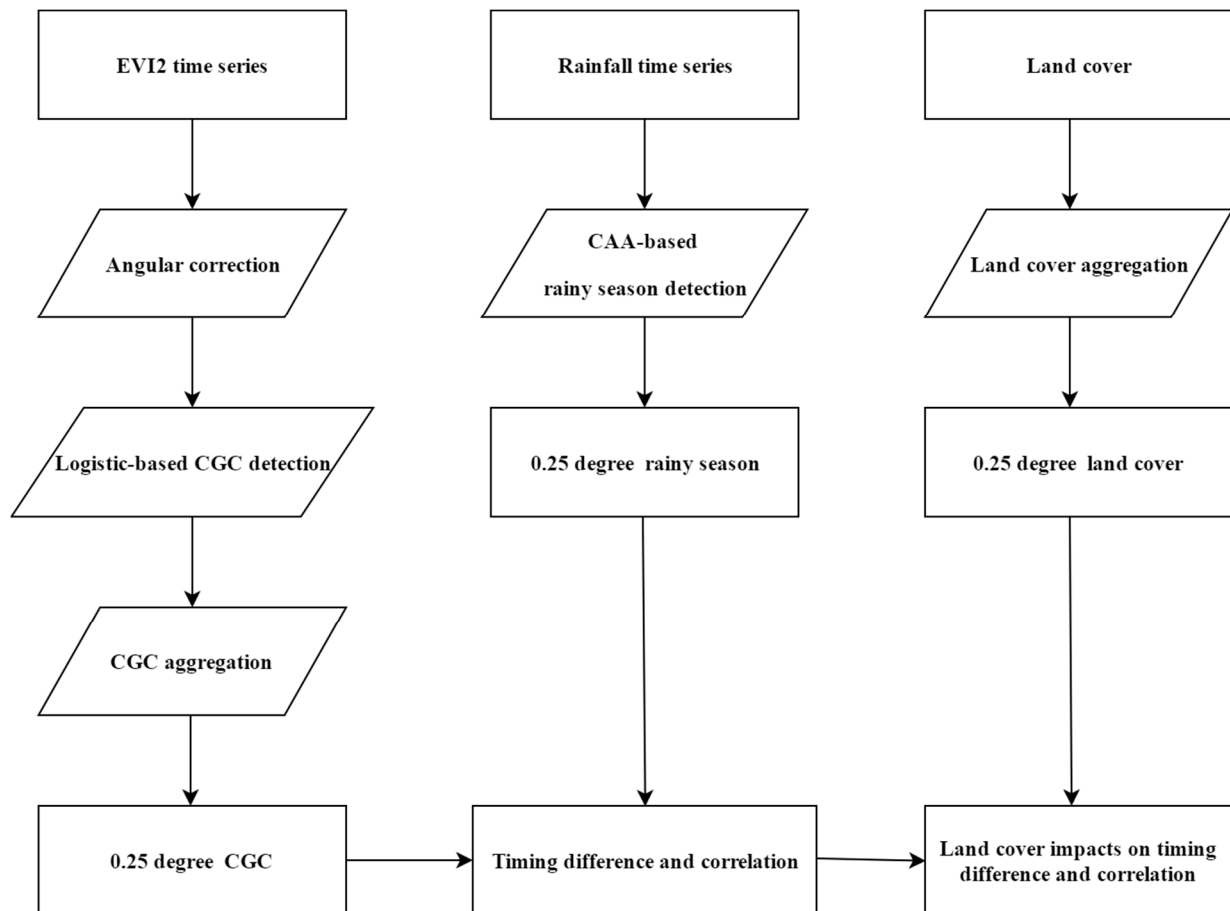 EVI2 time series
Rainfall time series
Land cover
Angular correction
CAA-based
rainy season detection
Land cover aggregation
Logistic-based CGC detection
0.25 degree rainy season
0.25 degree land cover
CGC aggregation
0.25 degree CGC
Timing difference and correlation
Land cover impacts on timing
difference and correlation